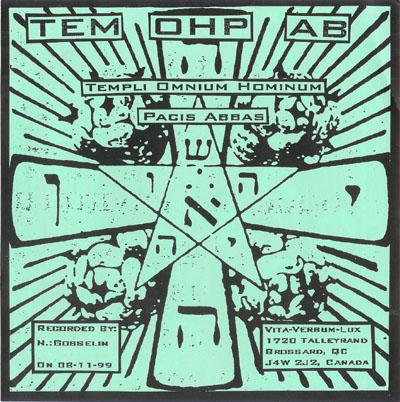 TEM OHP AB
Templi Omnium Hominum
Pacis Abbas
ש
ו ו ה י
א
ה י
ה
Recorded By:
N.:Gosselin
On 08-11-99
Vita-Verbum-Lux
1720 Talleyrand
Brossard, QC
J4W 2J2, Canada